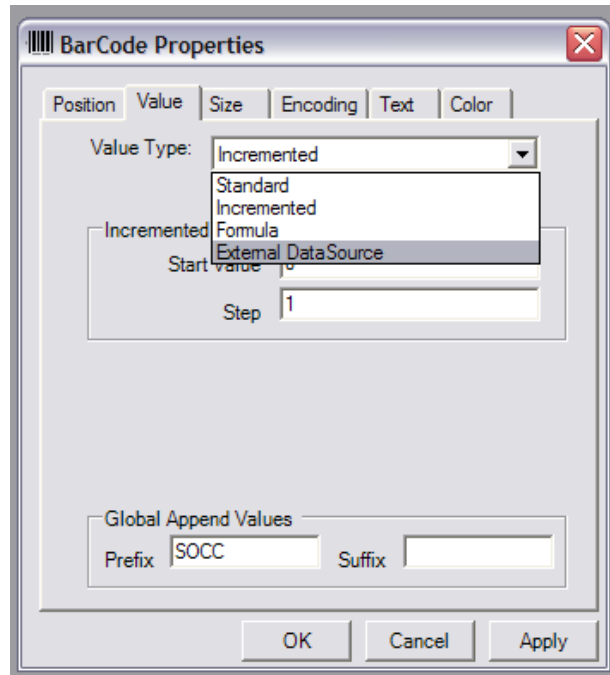 BarCode Properties
Position Value Size Encoding Text Color
Value Type: Incremented
Standard
Incremented
Incremented Formula
External DataSource
Start Value
Step 1
Global Append Values
Prefix SOCC Suffix
OK Cancel Apply